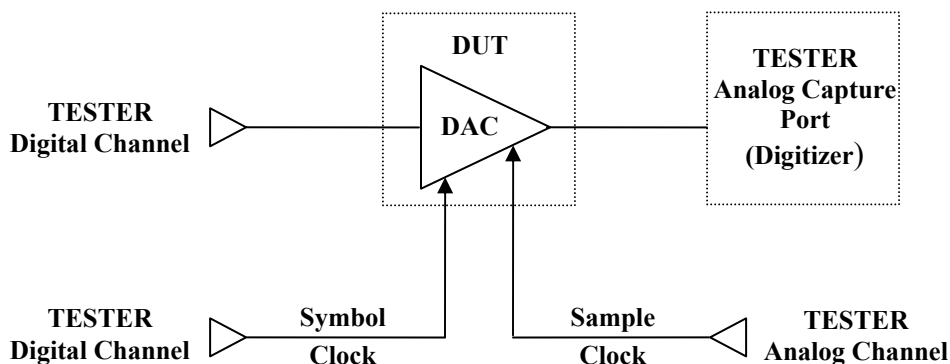 DUT
TESTER
Analog Capture
Port
(Digitizer)
TESTER
Digital Channel
DAC
TESTER
Digital Channel
Symbol
Clock
Sample
Clock
TESTER
Analog Channel